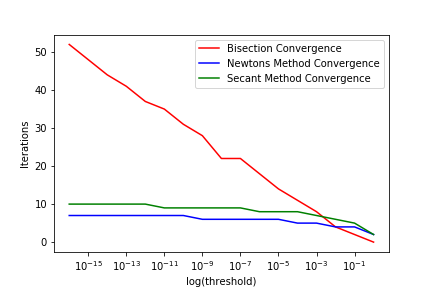 Bisection Convergence
Newtons Method Convergence
Secant Method Convergence
50
40
30
20
10
0
Iterations
10⁻¹⁵ 10⁻¹³ 10⁻¹¹ 10⁻⁹ 10⁻⁷ 10⁻⁵ 10⁻³ 10⁻¹
log(threshold)